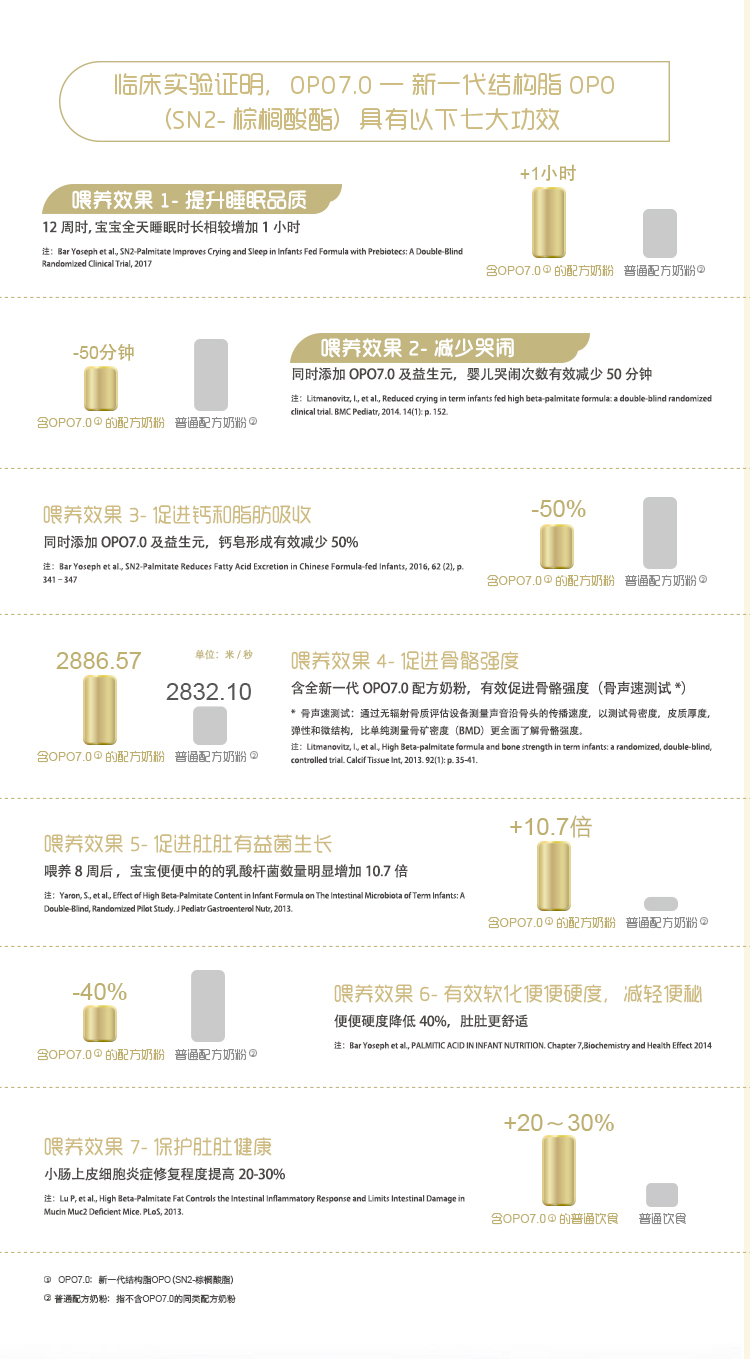 临床实验证明，OPO7.0 — 新一代结构脂 OPO
(SN2- 棕榈酸酯）具有以下七大功效
喂养效果 1- 提升睡眠品质
12 周时, 宝宝全天睡眠时长相较增加 1 小时
注：Bar Yoseph et al., SN2-Palmitate Improves Crying and Sleep in Infants Fed Formula with Prebiotecs: A Double-Blind
Randomized Clinical Trial, 2017
+1小时
含OPO7.0① 的配方奶粉 普通配方奶粉②
-50分钟
含OPO7.0① 的配方奶粉 普通配方奶粉②
喂养效果 2- 减少哭闹
同时添加 OPO7.0 及益生元，婴儿哭闹次数有效减少 50 分钟
注：Litmanovitz, I., et al., Reduced crying in term infants fed high beta-palmitate formula: a double-blind randomized
clinical trial. BMC Pediatr, 2014. 14(1): p. 152.
喂养效果 3- 促进钙和脂肪吸收
同时添加 OPO7.0 及益生元，钙皂形成有效减少 50%
注：Bar Yoseph et al., SN2-Palmitate Reduces Fatty Acid Excretion in Chinese Formula-fed Infants, 2016, 62 (2), p.
341 – 347
-50%
含OPO7.0① 的配方奶粉 普通配方奶粉②
2886.57
单位：米 / 秒
2832.10
含OPO7.0① 的配方奶粉 普通配方奶粉②
喂养效果 4- 促进骨骼强度
含全新一代 OPO7.0 配方奶粉，有效促进骨骼强度（骨声速测试 *）
* 骨声速测试：通过无辐射骨质评估设备测量声音沿骨头的传播速度，以测试骨密度，皮质厚度，
弹性和微结构，比单纯测量骨矿密度（BMD）更全面了解骨骼强度。
注：Litmanovitz, I., et al., High Beta-palmitate formula and bone strength in term infants: a randomized, double-blind,
controlled trial. Calcif Tissue Int, 2013. 92(1): p. 35-41.
喂养效果 5- 促进肚肚有益菌生长
喂养 8 周后 ，宝宝便便中的的乳酸杆菌数量明显增加 10.7 倍
注：Yaron, S., et al., Effect of High Beta-Palmitate Content in Infant Formula on The Intestinal Microbiota of Term Infants: A
Double-Blind, Randomized Pilot Study. J Pediatr Gastroenterol Nutr, 2013.
+10.7倍
含OPO7.0① 的配方奶粉 普通配方奶粉②
-40%
含OPO7.0① 的配方奶粉 普通配方奶粉②
喂养效果 6- 有效软化便便硬度，减轻便秘
便便硬度降低 40%，肚肚更舒适
注：Bar Yoseph et al., PALMITIC ACID IN INFANT NUTRITION. Chapter 7,Biochemistry and Health Effect 2014
喂养效果 7- 保护肚肚健康
小肠上皮细胞炎症修复程度提高 20-30%
注：Lu P, et al., High Beta-Palmitate Fat Controls the Intestinal Inflammatory Response and Limits Intestinal Damage in
Mucin Muc2 Deficient Mice. PLoS, 2013.
+20～30%
含OPO7.0① 的普通饮食 普通饮食
① OPO7.0：新一代结构脂OPO (SN2-棕榈酸脂)
② 普通配方奶粉：指不含OPO7.0的同类配方奶粉